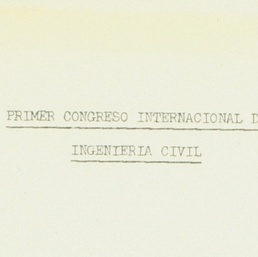 PRIMER CONGRESO INTERNACIONAL D
INGENIERIA CIVIL